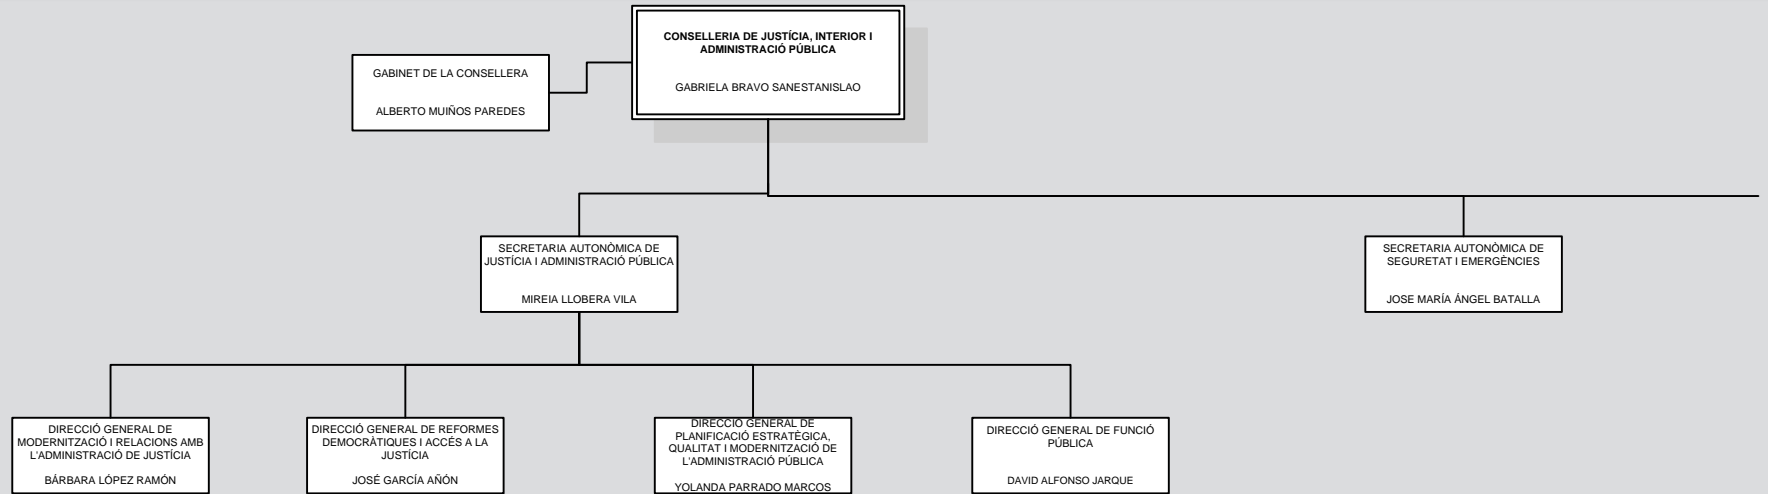 CONSELLERIA DE JUSTÍCIA, INTERIOR I
ADMINISTRACIÓ PÚBLICA
GABRIELA BRAVO SANESTANISLAO
GABINET DE LA CONSELLERA
ALBERTO MUIÑOS PAREDES
SECRETARIA AUTONÒMICA DE
JUSTÍCIA I ADMINISTRACIÓ PÚBLICA
MIREIA LLOBERA VILA
SECRETARIA AUTONÒMICA DE
SEGURETAT I EMERGÈNCIES
JOSE MARÍA ÁNGEL BATALLA
DIRECCIÓ GENERAL DE
MODERNITZACIÓ I RELACIONS AMB
L'ADMINISTRACIÓ DE JUSTÍCIA
BÁRBARA LÓPEZ RAMÓN
DIRECCIÓ GENERAL DE REFORMES
DEMOCRÀTIQUES I ACCÉS A LA
JUSTÍCIA
JOSÉ GARCÍA AÑÓN
DIRECCIÓ GENERAL DE
PLANIFICACIÓ ESTRATÈGICA,
QUALITAT I MODERNITZACIÓ DE
L'ADMINISTRACIÓ PÚBLICA
YOLANDA PARRADO MARCOS
DIRECCIÓ GENERAL DE FUNCIÓ
PÚBLICA
DAVID ALFONSO JARQUE